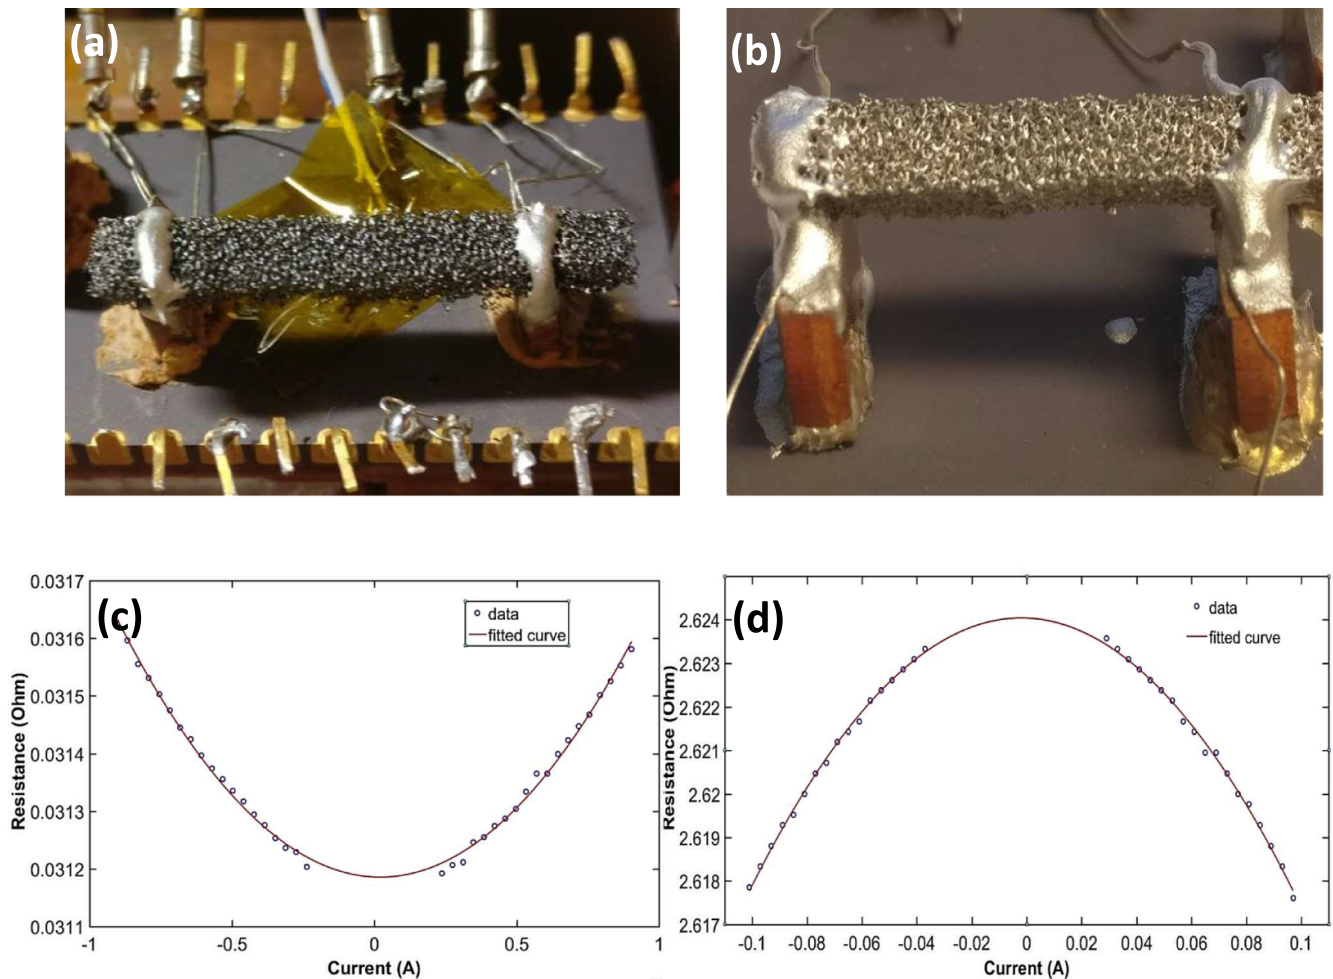 (a)
(b)
(c)
0.0317
0.0316
0.0315
0.0314
0.0313
0.0312
0.0311
Resistance (Ohm)
data
fitted curve
-1
-0.5
0
0.5
1
Current (A)
(d)
2.624
2.623
2.622
2.621
2.62
2.619
2.618
2.617
Resistance (Ohm)
data
fitted curve
-0.1
-0.08
-0.06
-0.04
-0.02
0
0.02
0.04
0.06
0.08
0.1
Current (A)